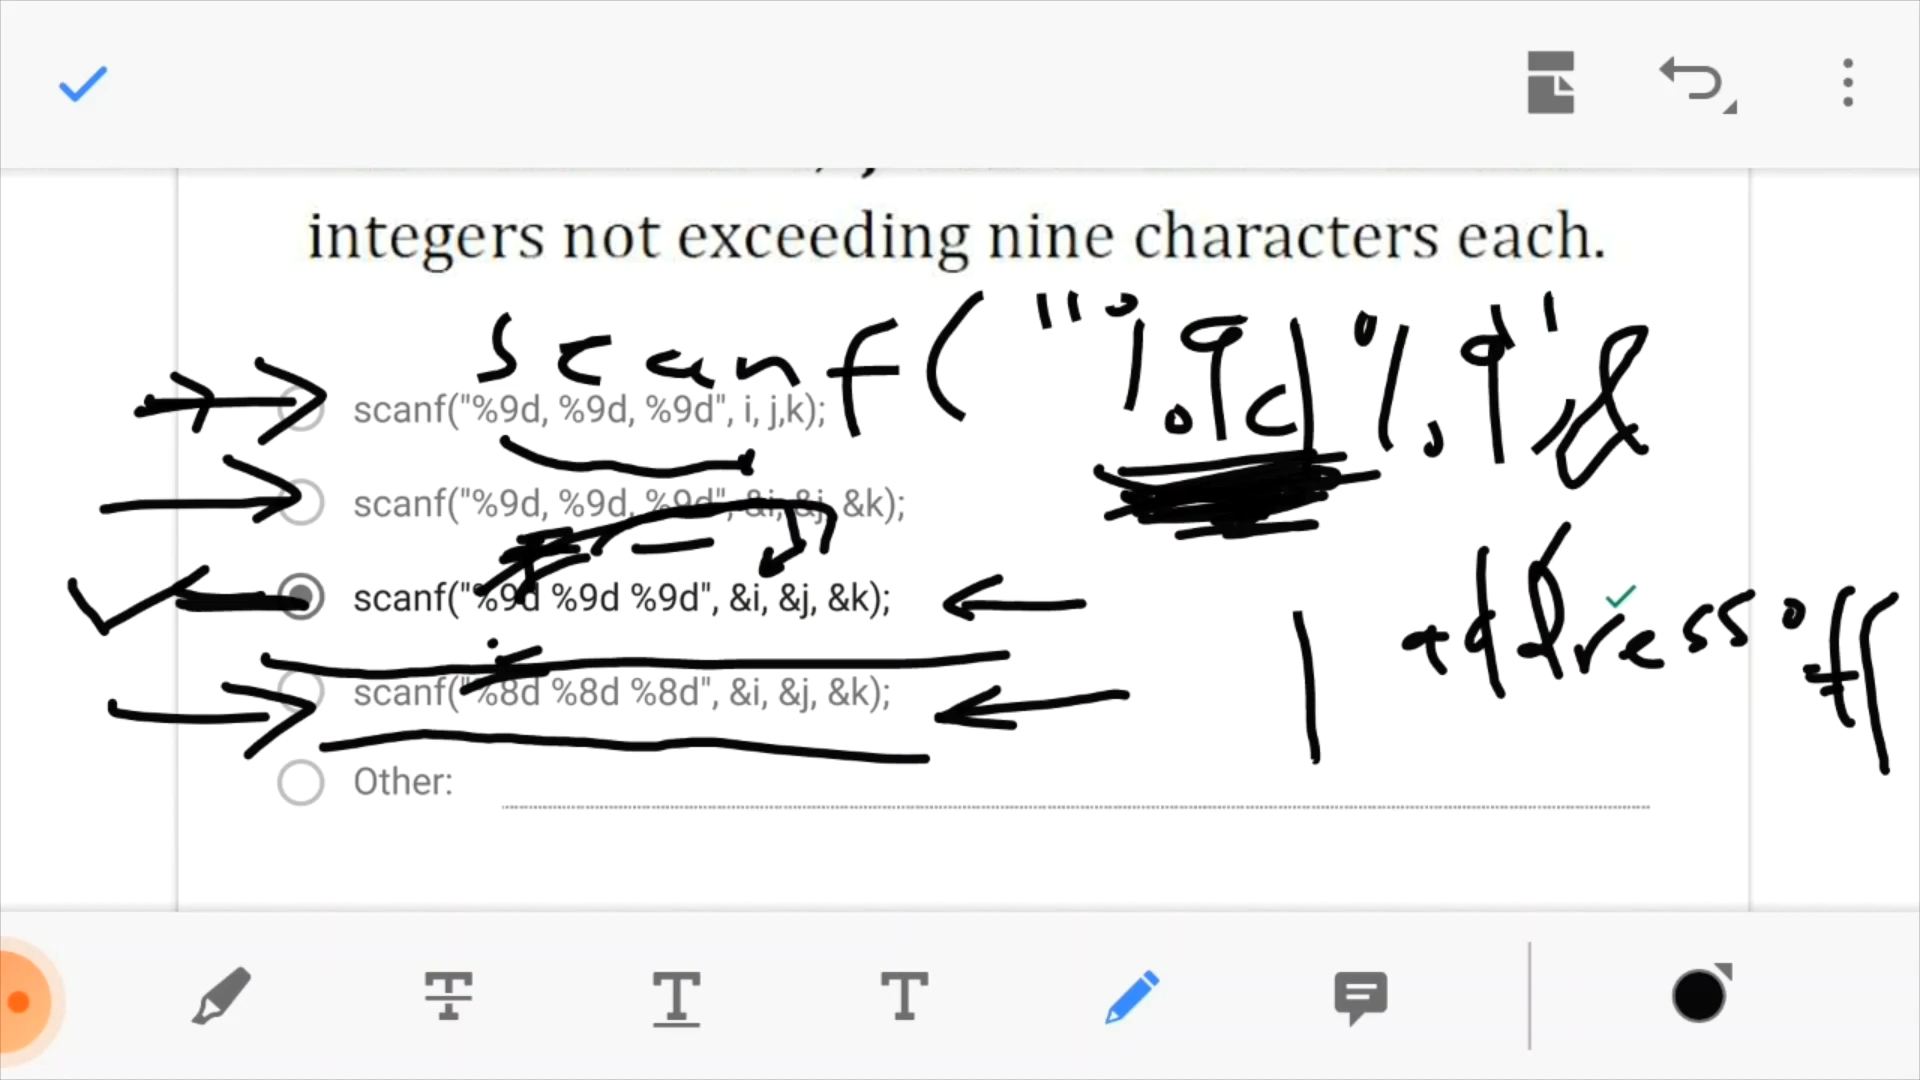 integers not exceeding nine characters each.
scanf("%9d %d", &
scanf("%9d, %9d, %9d", i, j,k);
scanf("%9d, %9d, %9d", &i, &j, &k);
scanf("%9d %9d %9d", &i, &j, &k);
address off
scanf("%8d %8d %8d", &i, &j, &k);
Other: